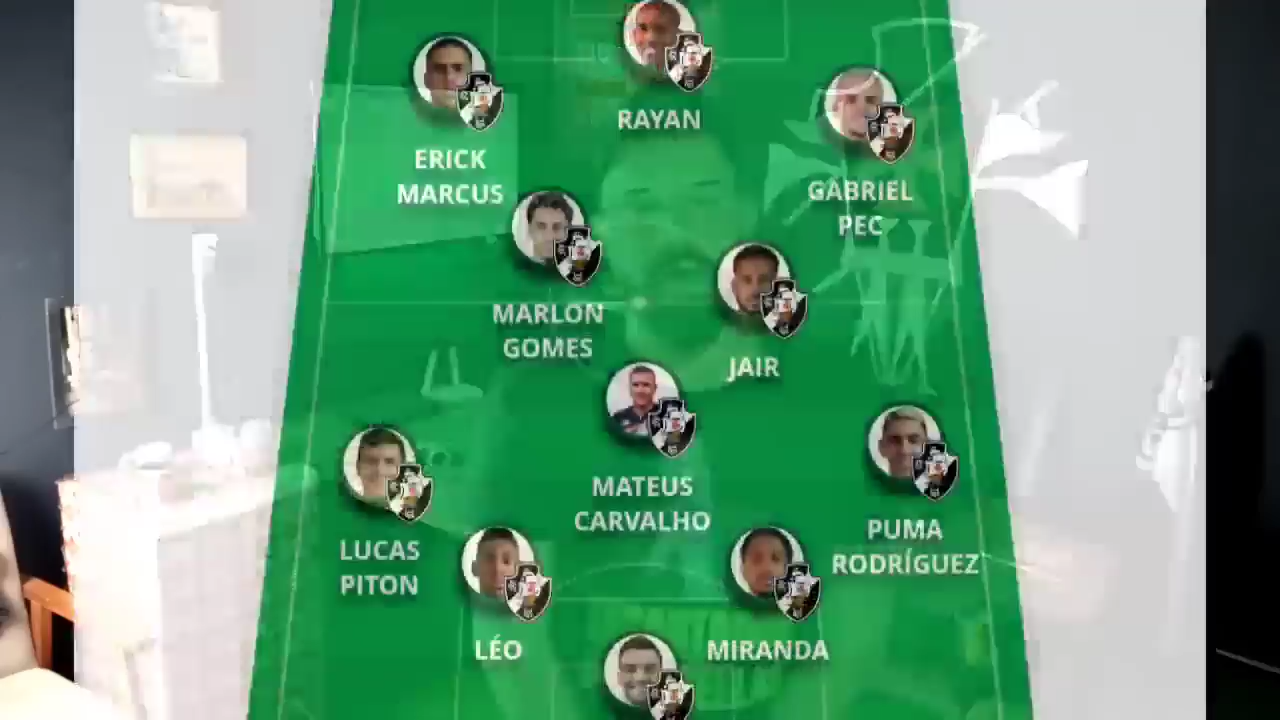 RAYAN
ERICK
MARCUS
GABRIEL
PEC
MARLON
GOMES
JAIR
MATEUS
CARVALHO
PUMA
RODRÍGUEZ
LUCAS
PITON
LÉO
MIRANDA